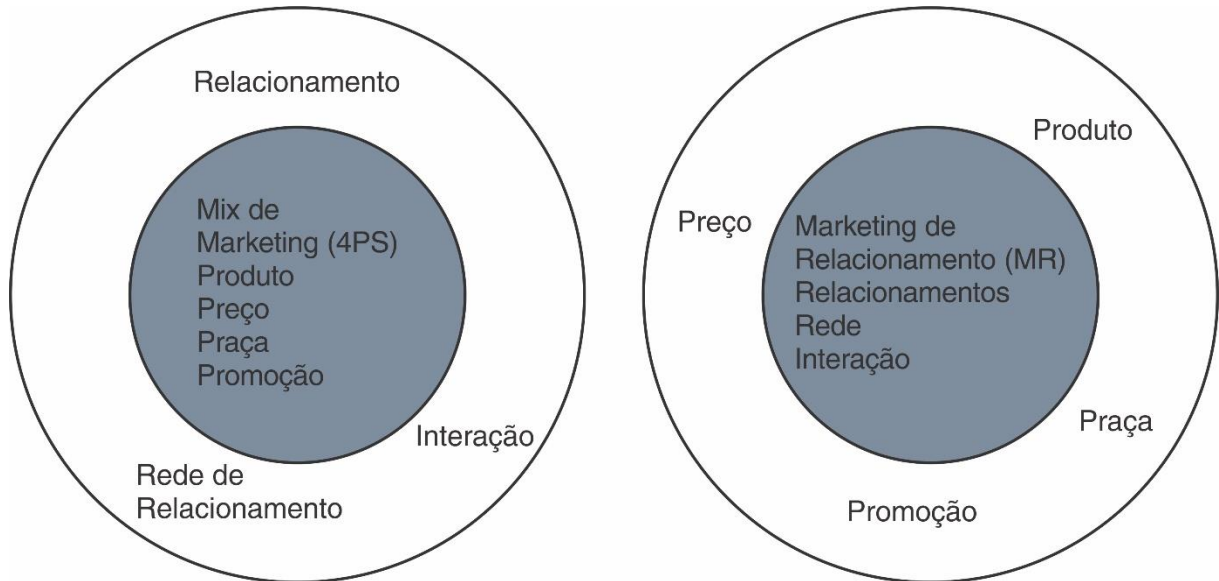 Relacionamento
Mix de
Marketing (4PS)
Produto
Preço
Praça
Promoção
Interação
Rede de
Relacionamento
Produto
Preço
Marketing de
Relacionamento (MR)
Relacionamentos
Rede
Interação
Praça
Promoção